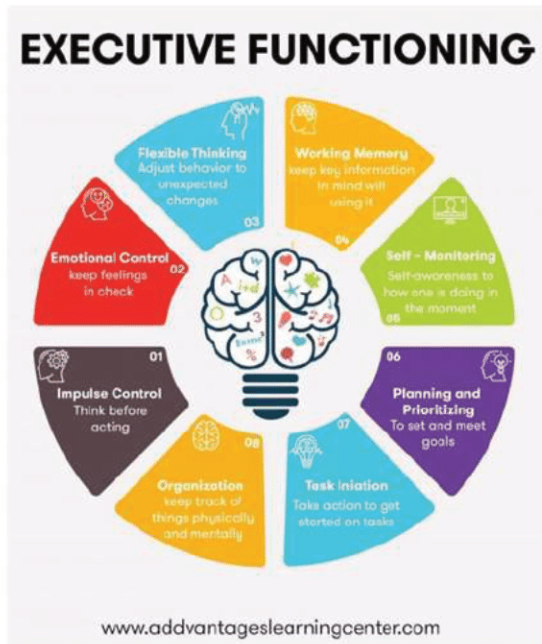 EXECUTIVE FUNCTIONING
01
Impulse Control
Think before
acting
Emotional Control
keep feelings
in check
02
Flexible Thinking
Adjust behavior to
unexpected
changes
03
Working Memory
keep key information
in mind will
using it
04
Self - Monitoring
Self-awareness to
how one is doing in
the moment
05
06
Planning and
Prioritizing
To set and meet
goals
07
Task Iniation
Take action to get
started on tasks
08
Organization
keep track of
things physically
and mentally
W
A
3
%
www.addvantageslearningcenter.com